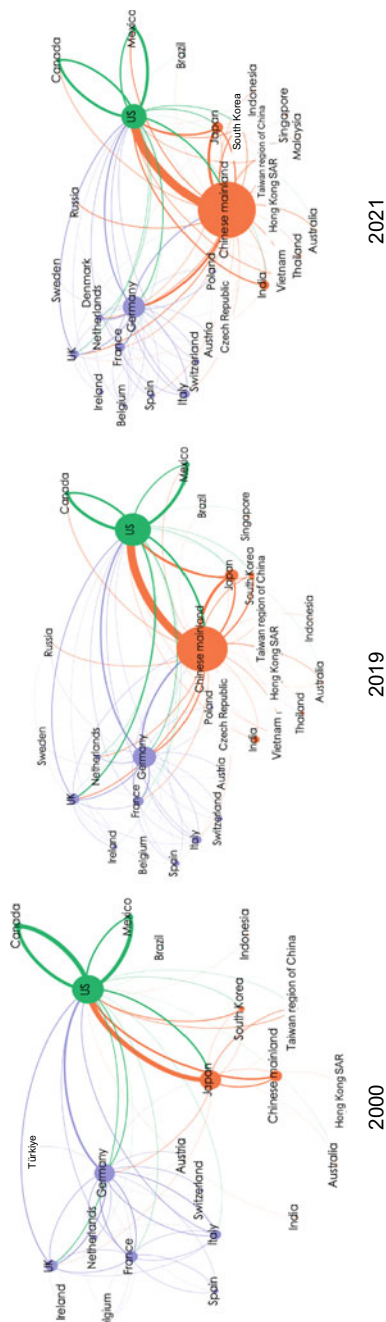 Canada
Mexico
Brazil
US
Indonesia
South Korea
Taiwan region of China
Japan
Chinese mainland
Hong Kong SAR
Australia
Türkiye
Germany
Austria
Netherlands
Switzerland
India
UK
France
Italy
Ireland
Spain
lgium
2000
Canada
Mexico
US
Brazil
Singapore
Japan
South Korea
Indonesia
Russia
Chinese mainland
Taiwan region of China
Hong Kong SAR
Australia
Thailand
Vietnam
India
Poland
Czech Republic
Sweden
Netherlands
Germany
Austria
Switzerland
UK
France
Italy
Ireland
Belgium
Spain
2019
Canada
Mexico
Brazil
US
Indonesia
South Korea
Japan
Singapore
Malaysia
Taiwan region of China
Hong Kong SAR
Chinese mainland
Russia
Australia
Thailand
Vietnam
India
Poland
Czech Republic
Sweden
Denmark
Netherlands
Germany
Austria
Switzerland
UK
France
Italy
Ireland
Belgium
Spain
2021